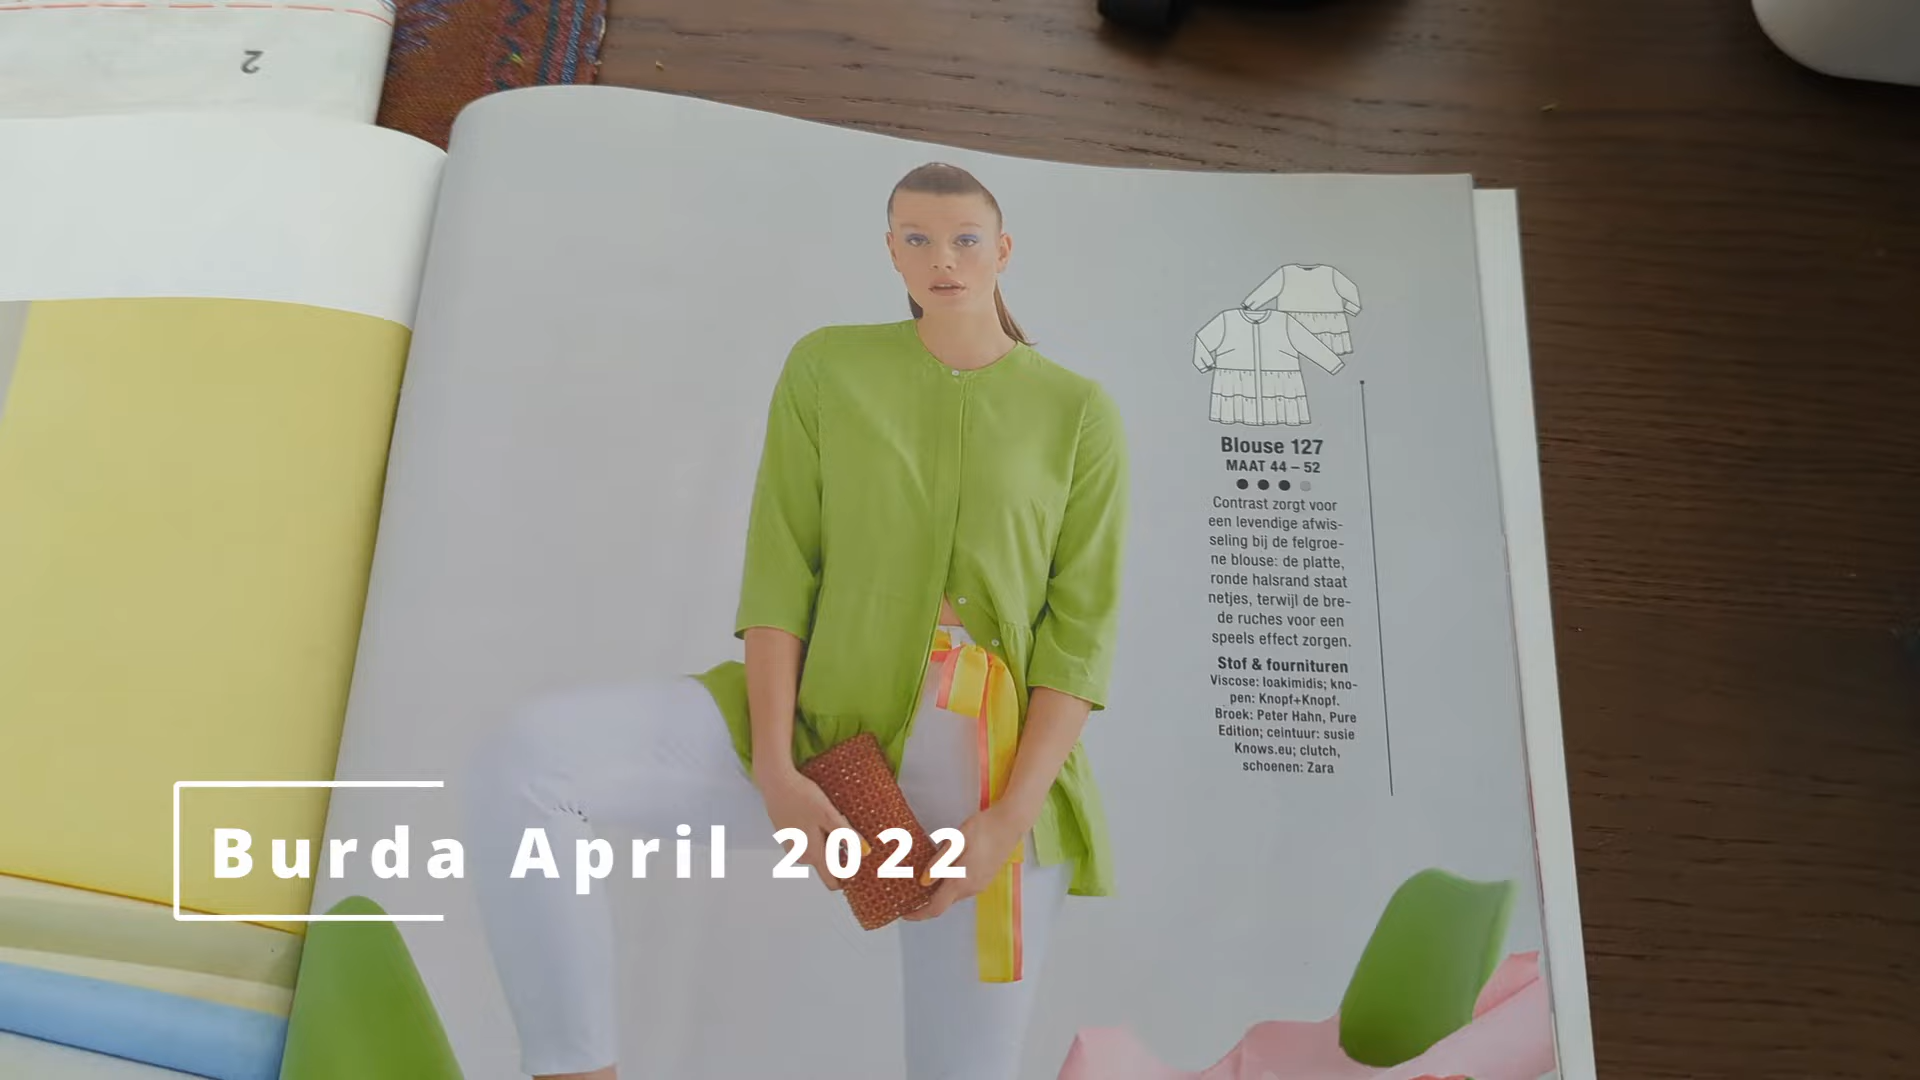 2
Blouse 127
MAAT 44 – 52
Contrast zorgt voor
een levendige afwis-
seling bij de felgroe-
ne blouse: de platte,
ronde halsrand staat
netjes, terwijl de bre-
de ruches voor een
speels effect zorgen.
Stof & fournituren
Viscose: Ioakimidis; kno-
pen: Knopf+Knopf.
Broek: Peter Hahn, Pure
Edition; ceintuur: susie
Knows.eu; clutch,
schoenen: Zara
Burda April 2022